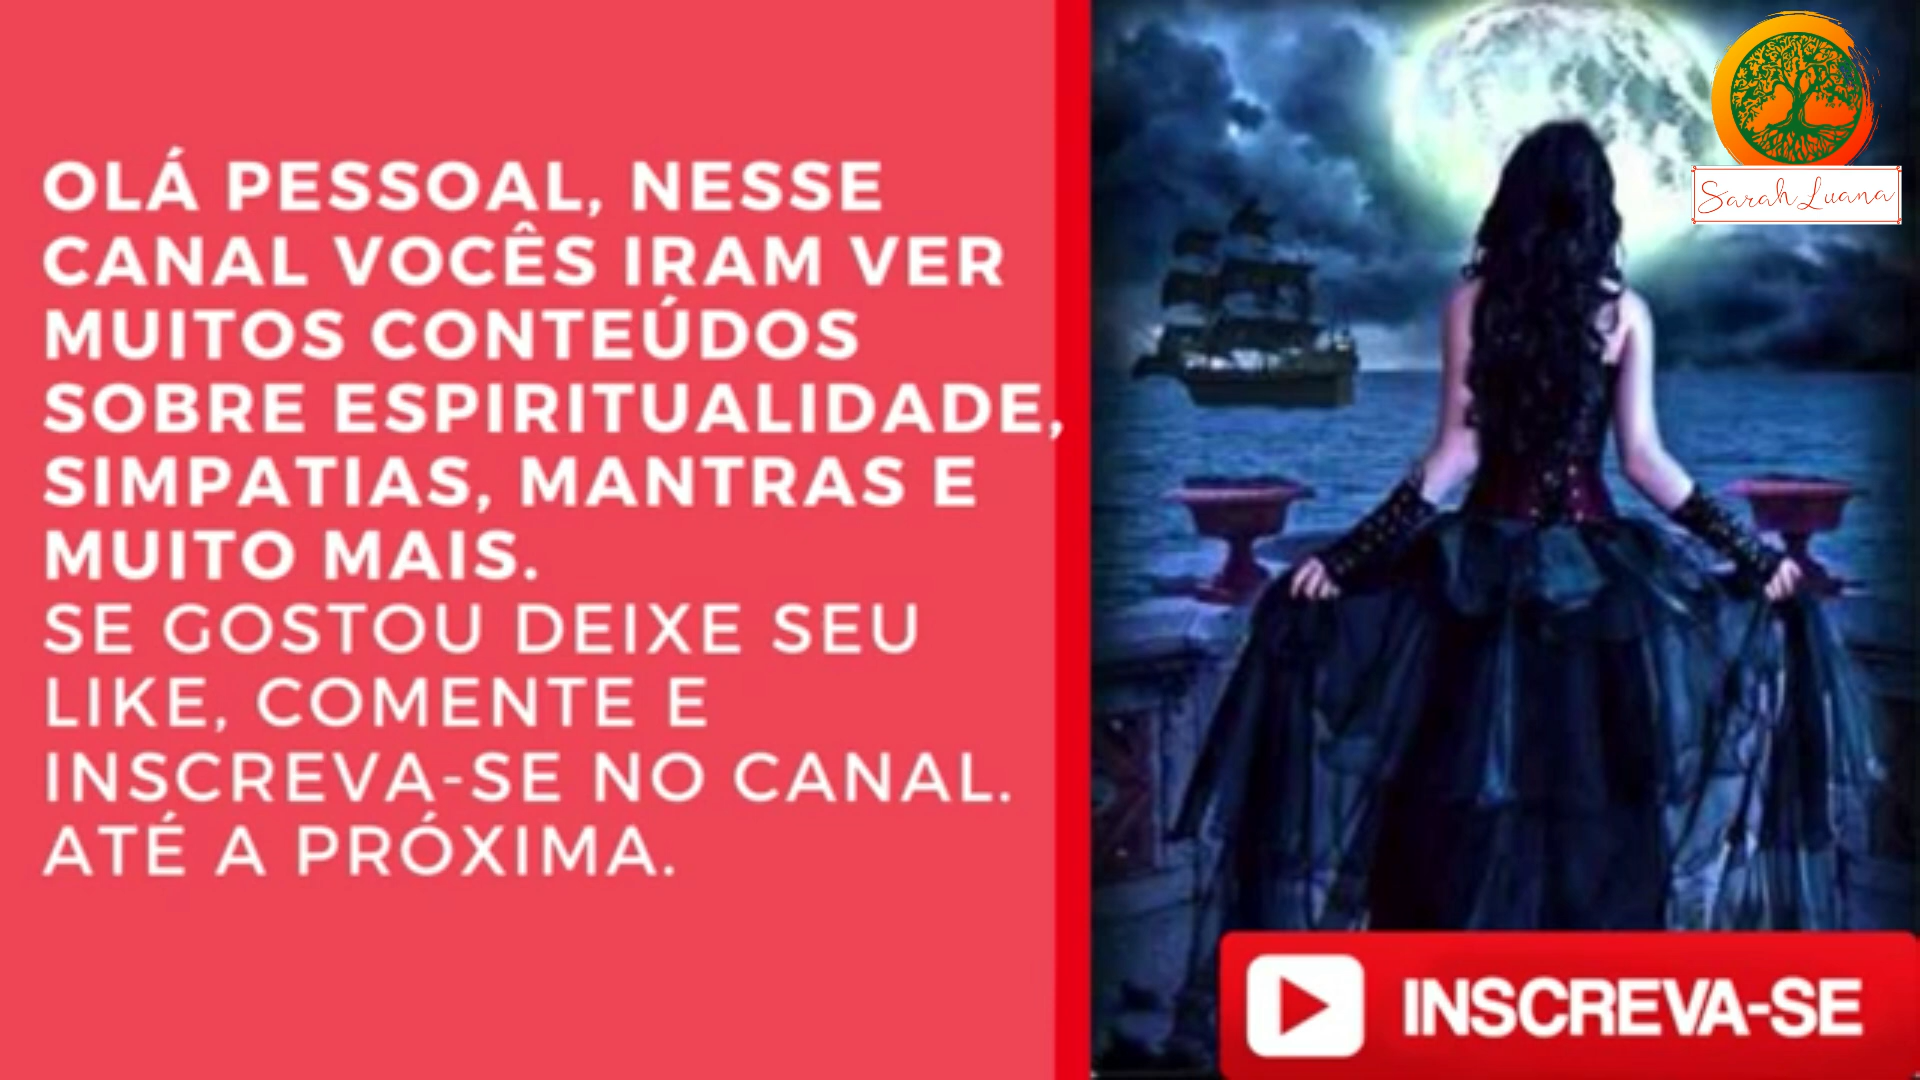 OLÁ PESSOAL, NESSE
CANAL VOCÊS IRAM VER
MUITOS CONTEÚDOS
SOBRE ESPIRITUALIDADE,
SIMPATIAS, MANTRAS E
MUITO MAIS.
SE GOSTOU DEIXE SEU
LIKE, COMENTE E
INSCREVA-SE NO CANAL.
ATÉ A PRÓXIMA.
Sarah Luana
INSCREVA-SE